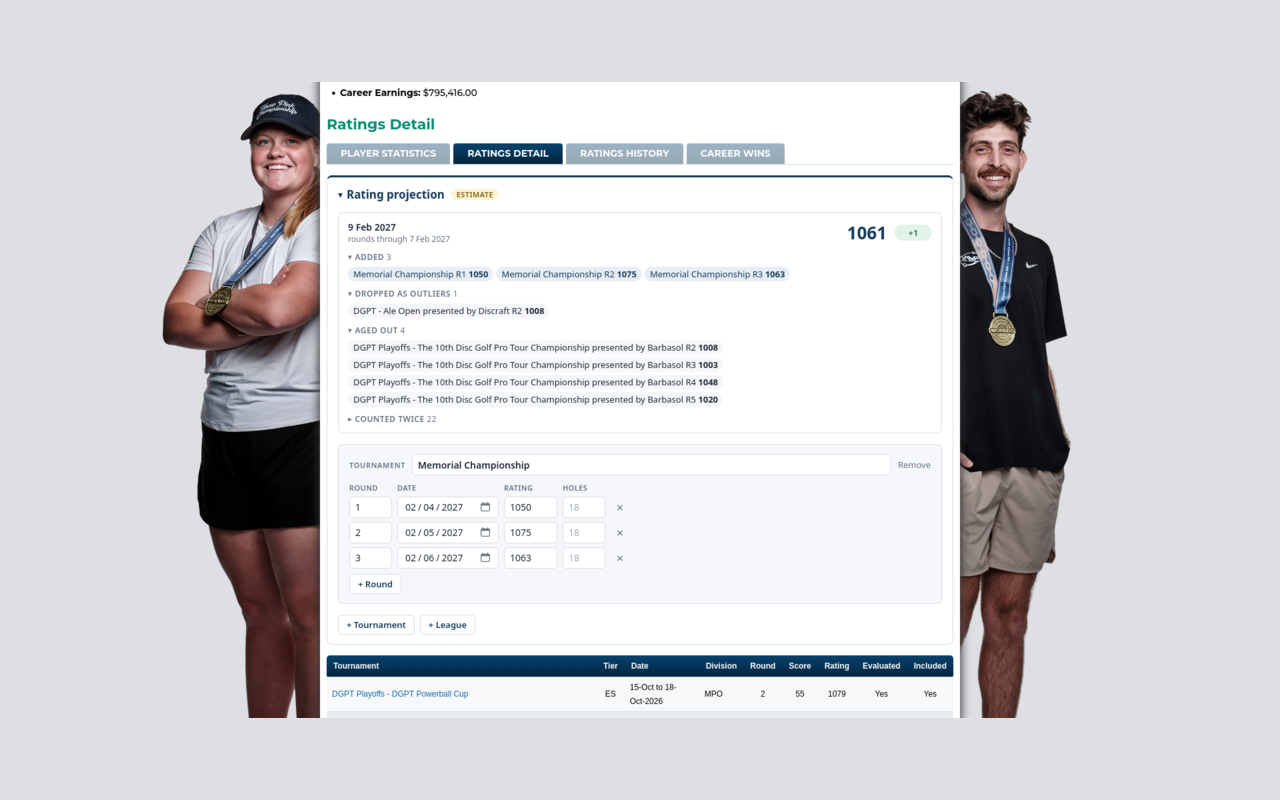 • Career Earnings: $795,416.00
Ratings Detail
PLAYER STATISTICS
RATINGS DETAIL
RATINGS HISTORY
CAREER WINS
▾ Rating projection ESTIMATE
9 Feb 2027
rounds through 7 Feb 2027
1061 +1
▾ ADDED 3
Memorial Championship R1 1050
Memorial Championship R2 1075
Memorial Championship R3 1063
▾ DROPPED AS OUTLIERS 1
DGPT - Ale Open presented by Discraft R2 1008
▾ AGED OUT 4
DGPT Playoffs - The 10th Disc Golf Pro Tour Championship presented by Barbasol R2 1008
DGPT Playoffs - The 10th Disc Golf Pro Tour Championship presented by Barbasol R3 1003
DGPT Playoffs - The 10th Disc Golf Pro Tour Championship presented by Barbasol R4 1048
DGPT Playoffs - The 10th Disc Golf Pro Tour Championship presented by Barbasol R5 1020
▸ COUNTED TWICE 22
TOURNAMENT Memorial Championship Remove
ROUND DATE RATING HOLES
1 02 / 04 / 2027 1050 18 ×
2 02 / 05 / 2027 1075 18 ×
3 02 / 06 / 2027 1063 18 ×
+ Round
+ Tournament
+ League
Tournament Tier Date Division Round Score Rating Evaluated Included
DGPT Playoffs - DGPT Powerball Cup ES 15-Oct to 18-
Oct-2026 MPO 2 55 1079 Yes Yes